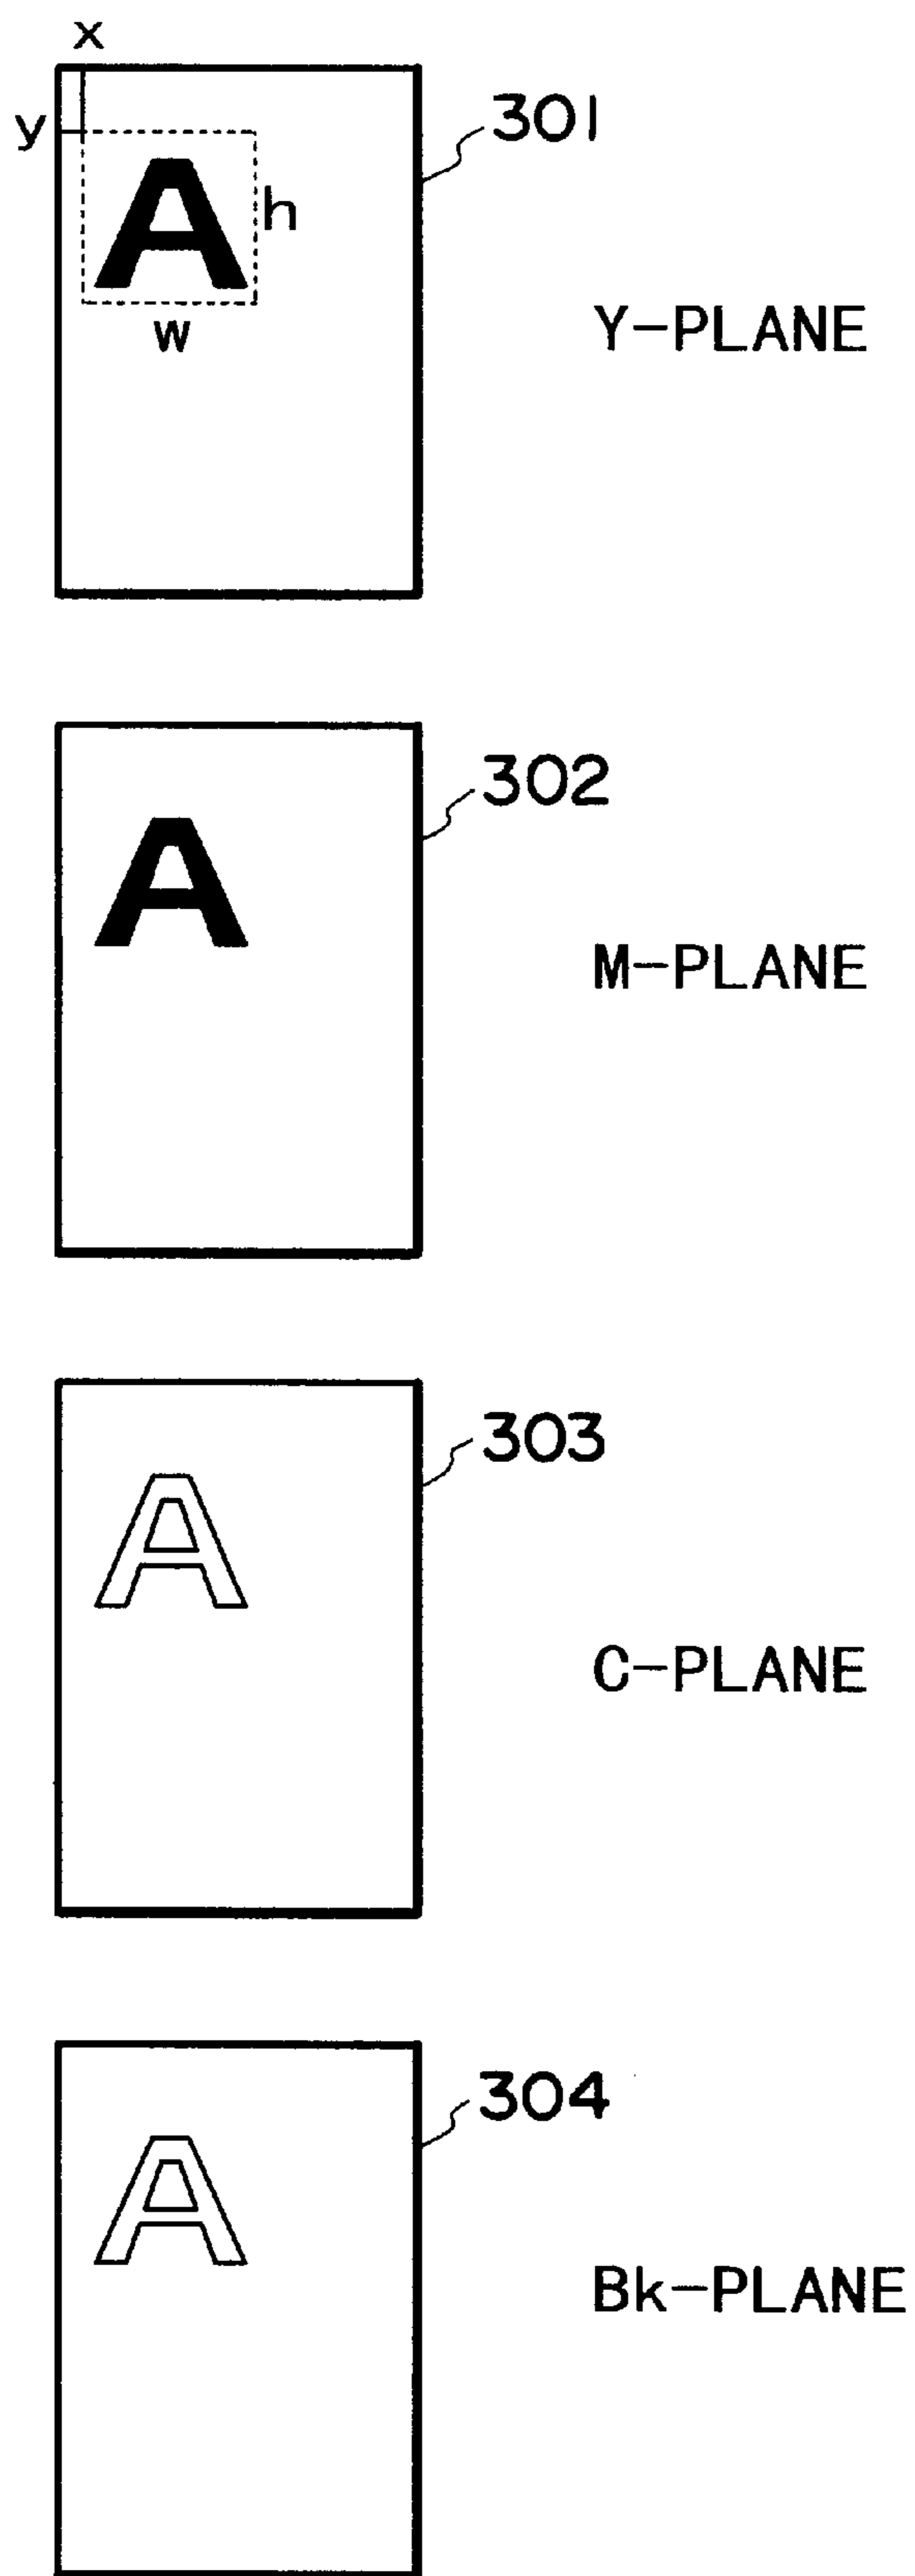 x
301
y
A
h
w
Y-PLANE
302
A
M-PLANE
303
A
C-PLANE
304
A
Bk-PLANE